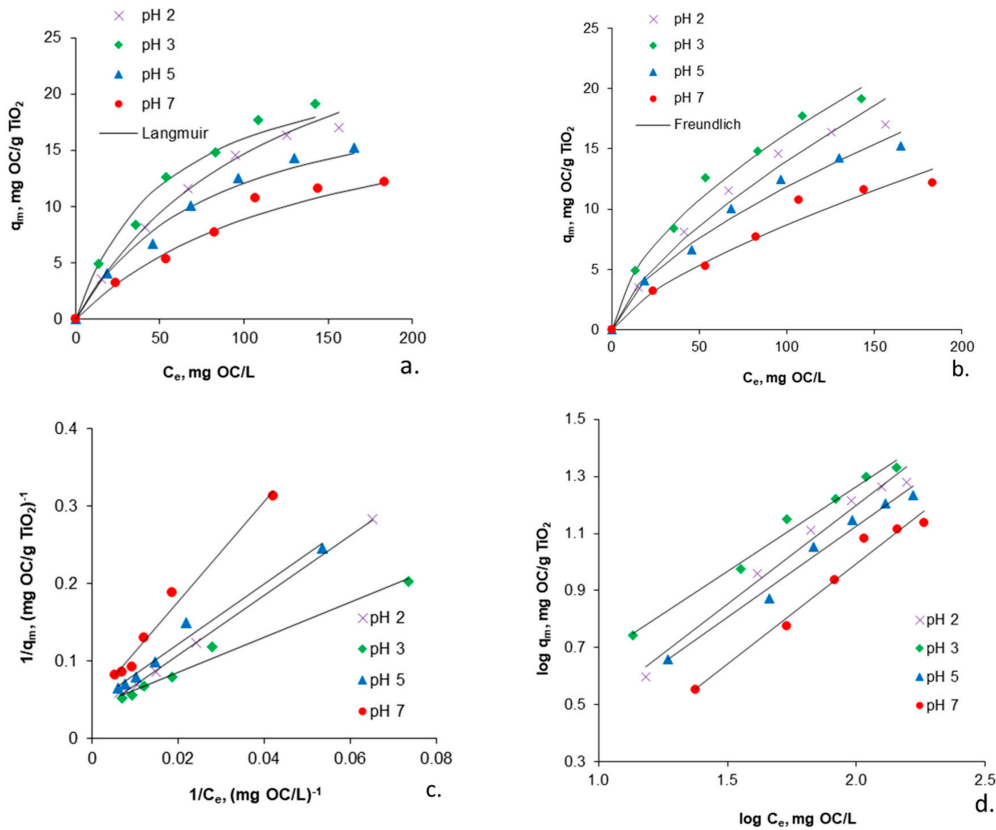 pH 2
pH 3
pH 5
pH 7
Langmuir
25
20
15
10
5
0
qm, mg OC/g TiO2
0 50 100 150 200
Ce, mg OC/L
a.
pH 2
pH 3
pH 5
pH 7
Freundlich
25
20
15
10
5
0
qm, mg OC/g TiO2
0 50 100 150 200
Ce, mg OC/L
b.
0.4
0.3
0.2
0.1
0
1/qm, (mg OC/g TiO2)-1
pH 2
pH 3
pH 5
pH 7
0 0.02 0.04 0.06 0.08
1/Ce, (mg OC/L)-1
c.
1.5
1.3
1.1
0.9
0.7
0.5
0.3
log qm, mg OC/g TiO2
pH 2
pH 3
pH 5
pH 7
1.0 1.5 2.0 2.5
log Ce, mg OC/L
d.